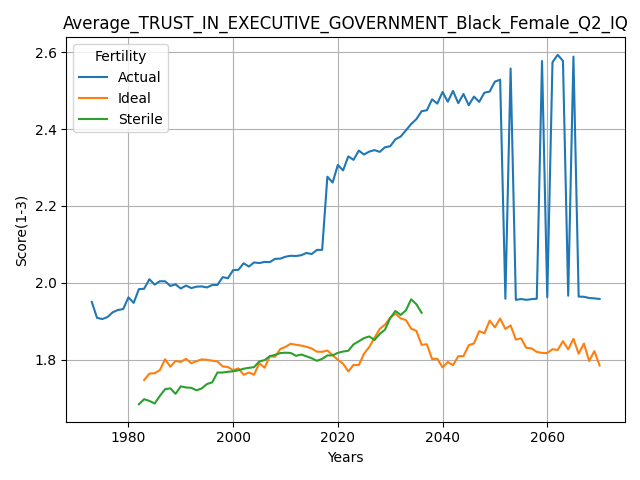 Average_TRUST_IN_EXECUTIVE_GOVERNMENT_Black_Female_Q2_IQ
Fertility
Actual
Ideal
Sterile
Score(1-3)
2.6
2.4
2.2
2.0
1.8
1980
2000
2020
2040
2060
Years